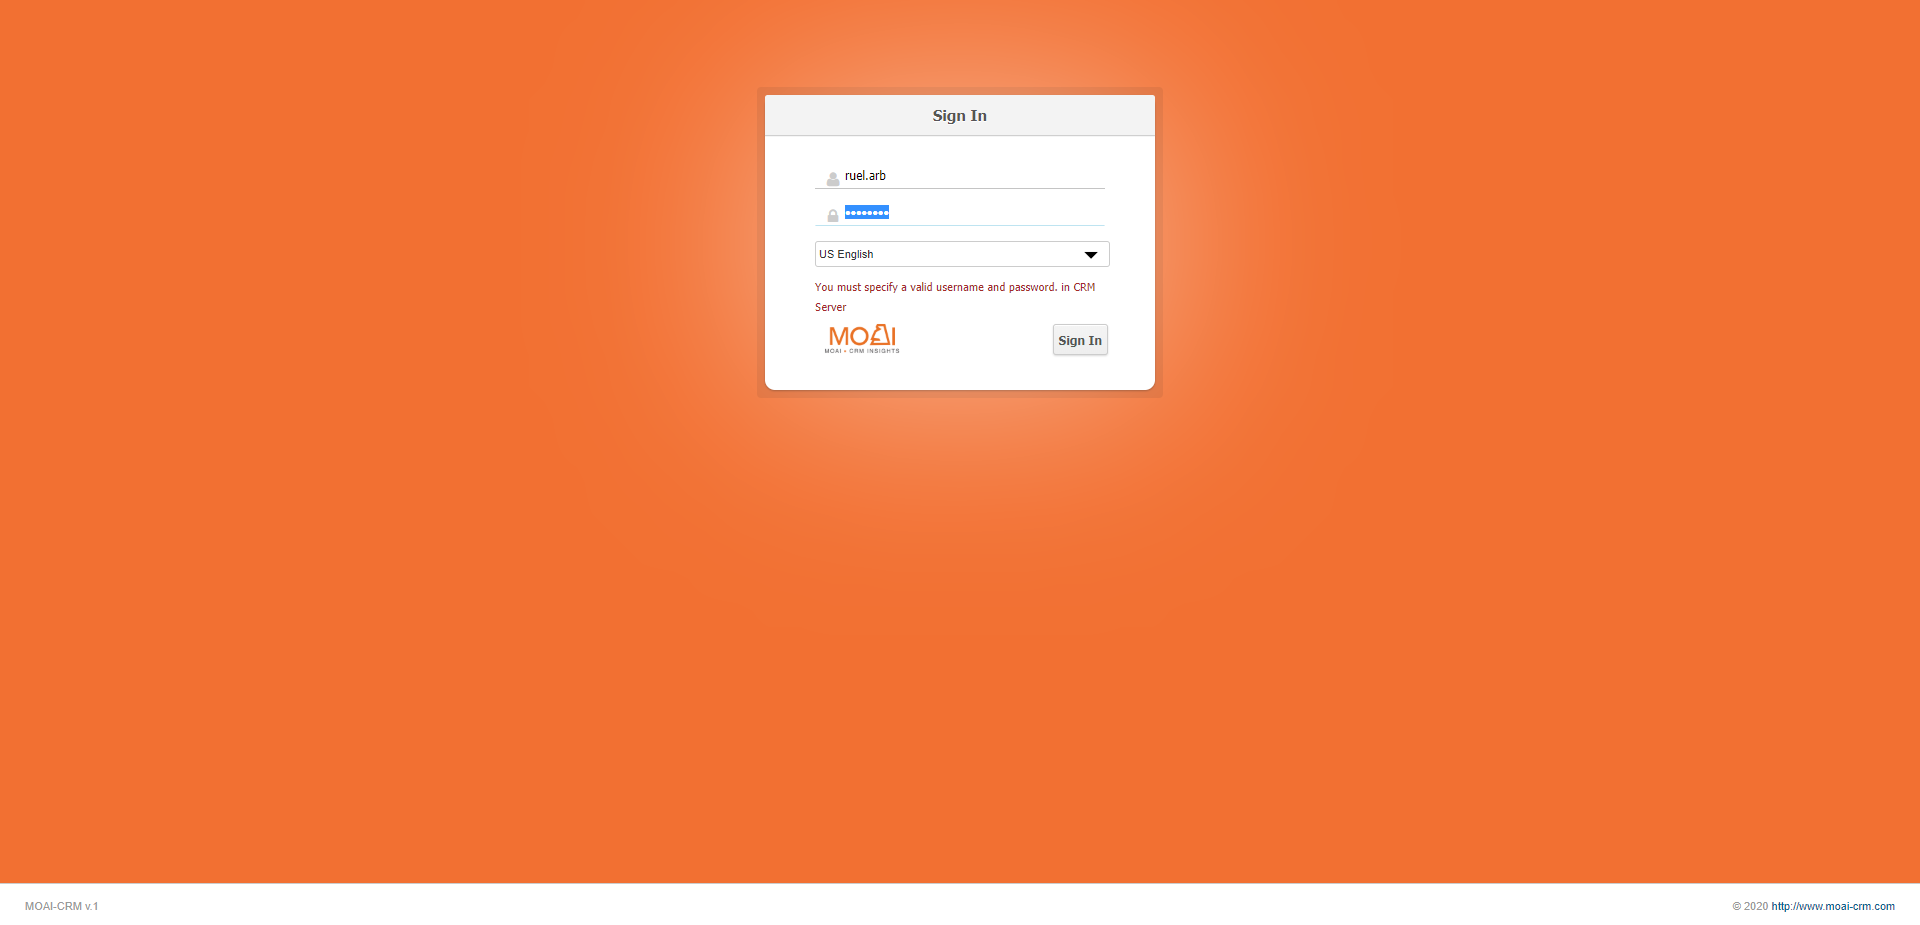 Sign In
ruel.arb
••••••••
US English
You must specify a valid username and password. in CRM
Server
MOAI
MOAI • CRM INSIGHTS
Sign In
MOAI-CRM v.1
© 2020 http://www.moai-crm.com